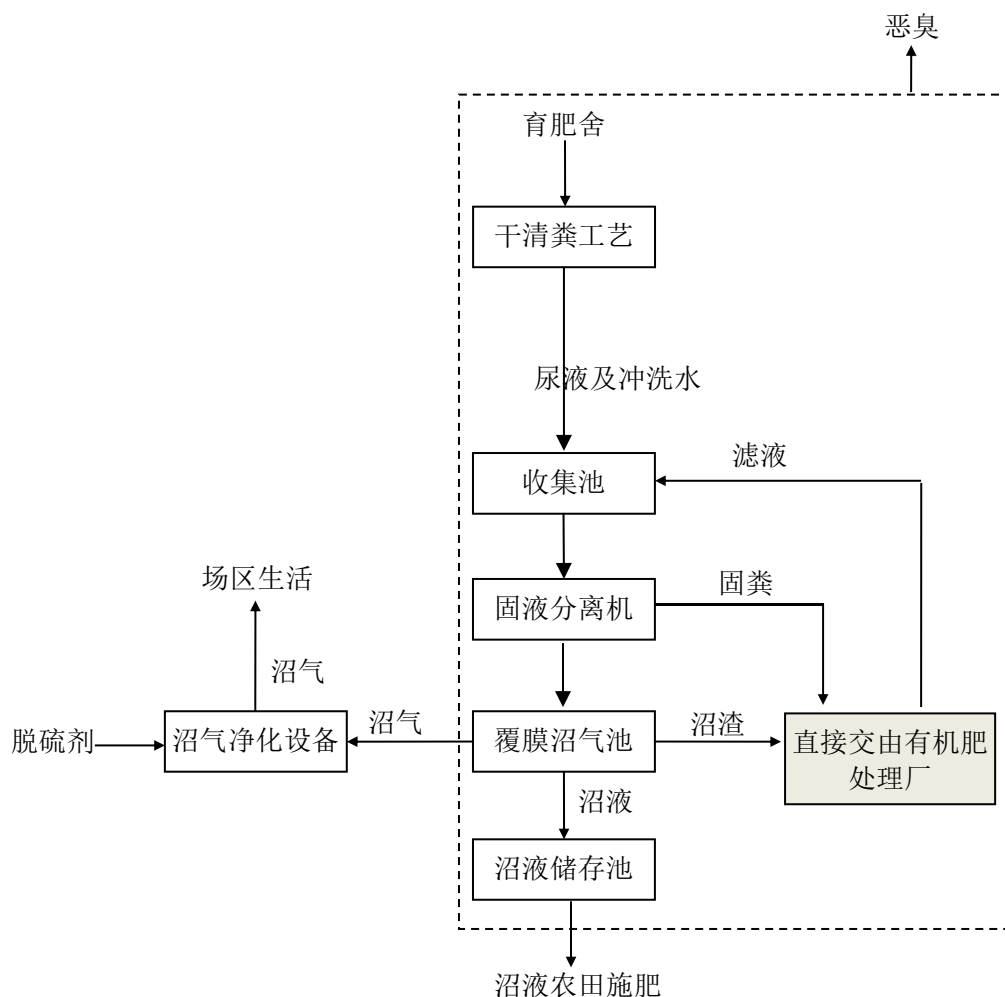 恶臭
育肥舍
干清粪工艺
尿液及冲洗水
滤液
收集池
场区生活
固粪
固液分离机
沼气
沼气
沼渣
脱硫剂
沼气净化设备
覆膜沼气池
直接交由有机肥
处理厂
沼液
沼液储存池
沼液农田施肥